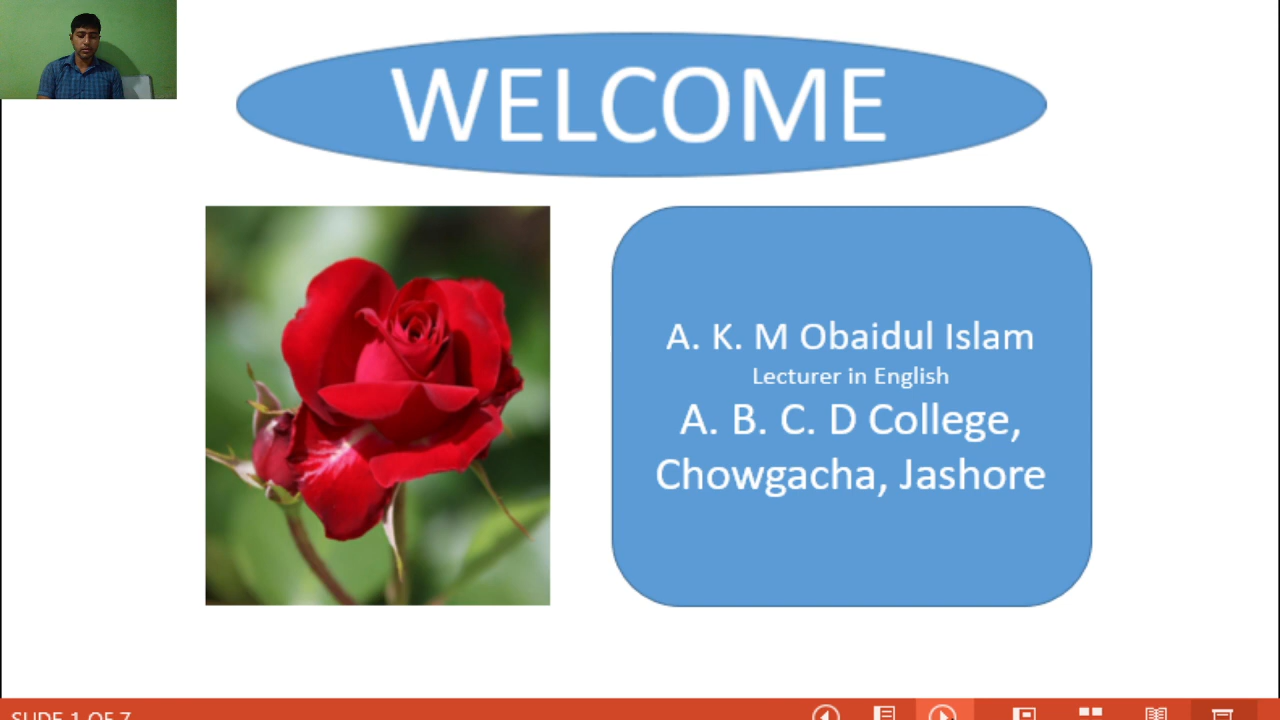 WELCOME
A. K. M Obaidul Islam
Lecturer in English
A. B. C. D College,
Chowgacha, Jashore
SLIDE 1 OF 7